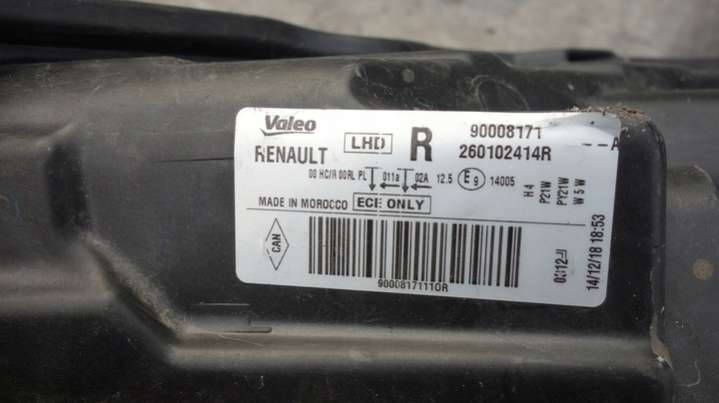 Valeo LHD R 90008171
RENAULT 260102414R --A
00 HC/R 00RL PL 011a 02A 12.5 E9 14005
MADE IN MOROCCO ECE ONLY
CAN
90008171110R
H4
P21W
PY21W
W5W
14/12/18 18:53